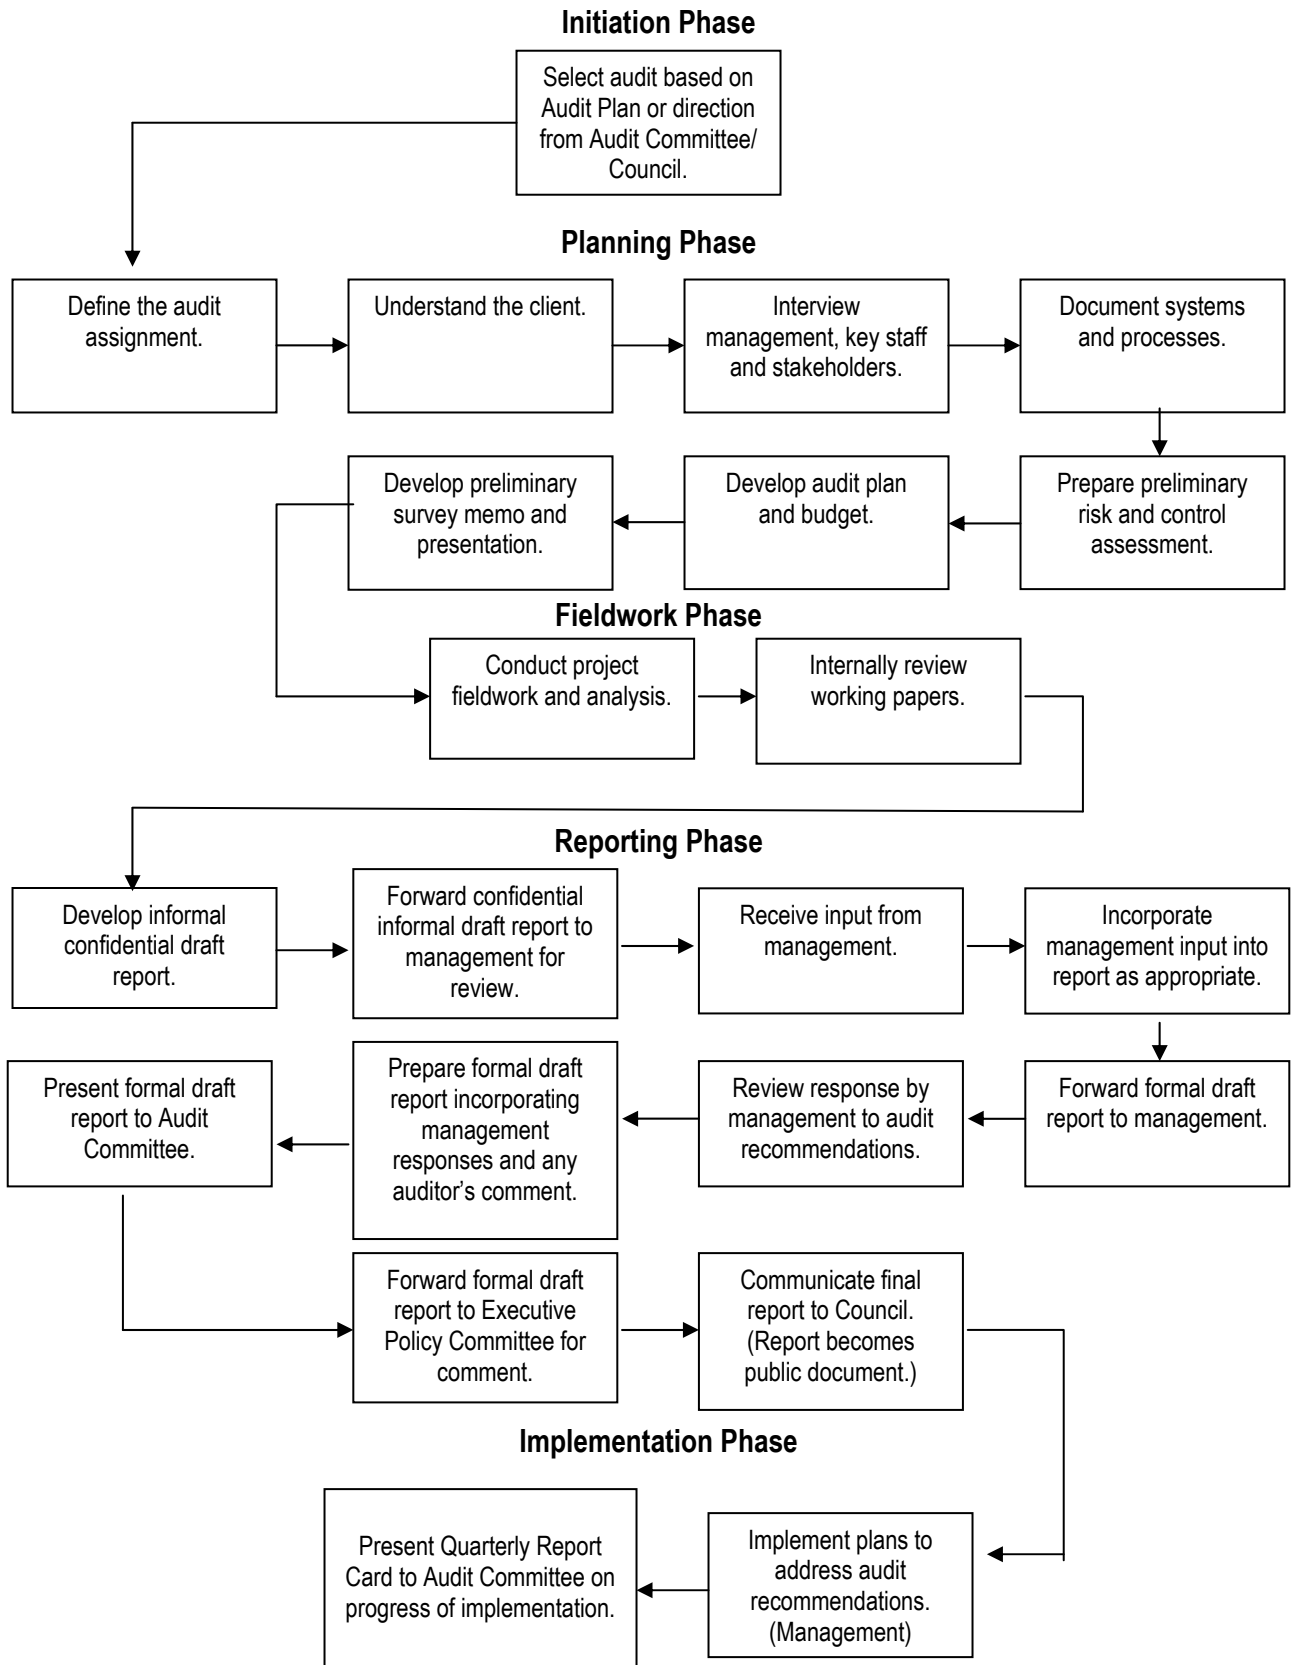 Initiation Phase
Select audit based on
Audit Plan or direction
from Audit Committee/
Council.
Planning Phase
Define the audit
assignment.
Understand the client.
Interview
management, key staff
and stakeholders.
Document systems
and processes.
Prepare preliminary
risk and control
assessment.
Develop audit plan
and budget.
Develop preliminary
survey memo and
presentation.
Fieldwork Phase
Conduct project
fieldwork and analysis.
Internally review
working papers.
Reporting Phase
Develop informal
confidential draft
report.
Forward confidential
informal draft report to
management for
review.
Receive input from
management.
Incorporate
management input into
report as appropriate.
Forward formal draft
report to management.
Review response by
management to audit
recommendations.
Prepare formal draft
report incorporating
management
responses and any
auditor’s comment.
Present formal draft
report to Audit
Committee.
Forward formal draft
report to Executive
Policy Committee for
comment.
Communicate final
report to Council.
(Report becomes
public document.)
Implementation Phase
Implement plans to
address audit
recommendations.
(Management)
Present Quarterly Report
Card to Audit Committee on
progress of implementation.